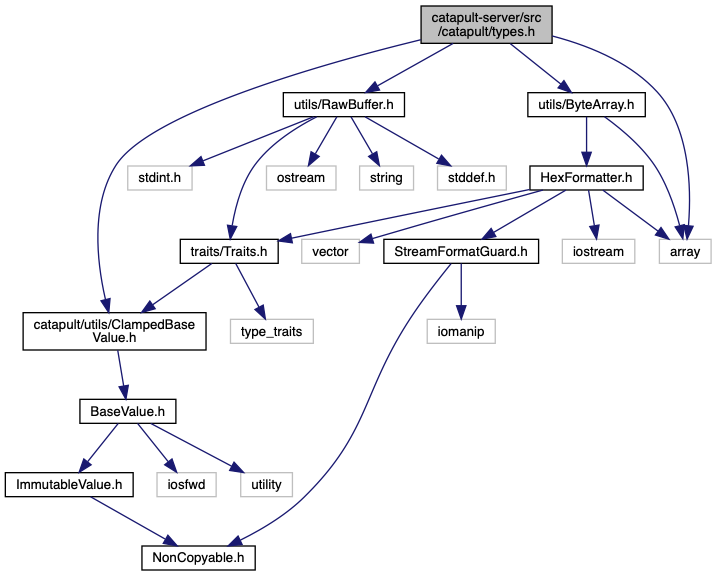 catapult-server/src
/catapult/types.h
utils/RawBuffer.h
utils/ByteArray.h
stdint.h
ostream
string
stddef.h
HexFormatter.h
traits/Traits.h
vector
StreamFormatGuard.h
iostream
array
catapult/utils/ClampedBase
Value.h
type_traits
iomanip
BaseValue.h
ImmutableValue.h
iosfwd
utility
NonCopyable.h